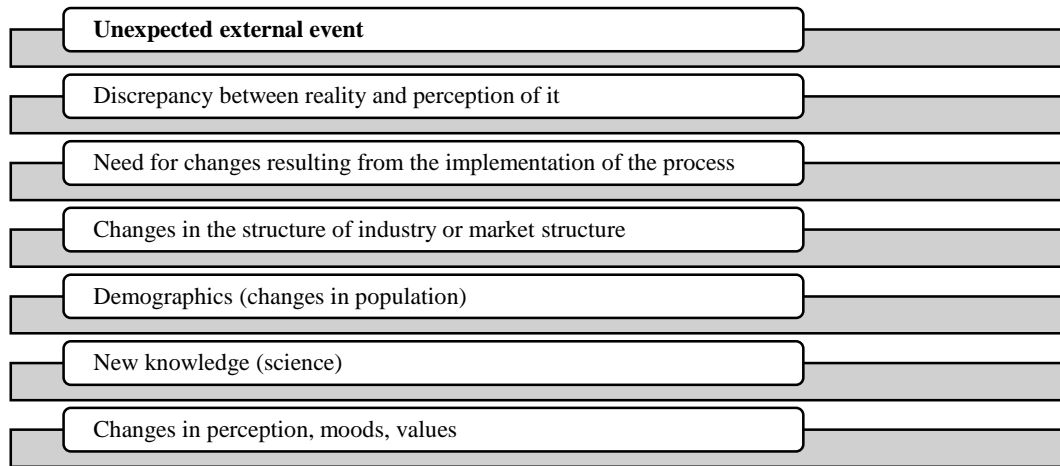 Unexpected external event
Discrepancy between reality and perception of it
Need for changes resulting from the implementation of the process
Changes in the structure of industry or market structure
Demographics (changes in population)
New knowledge (science)
Changes in perception, moods, values